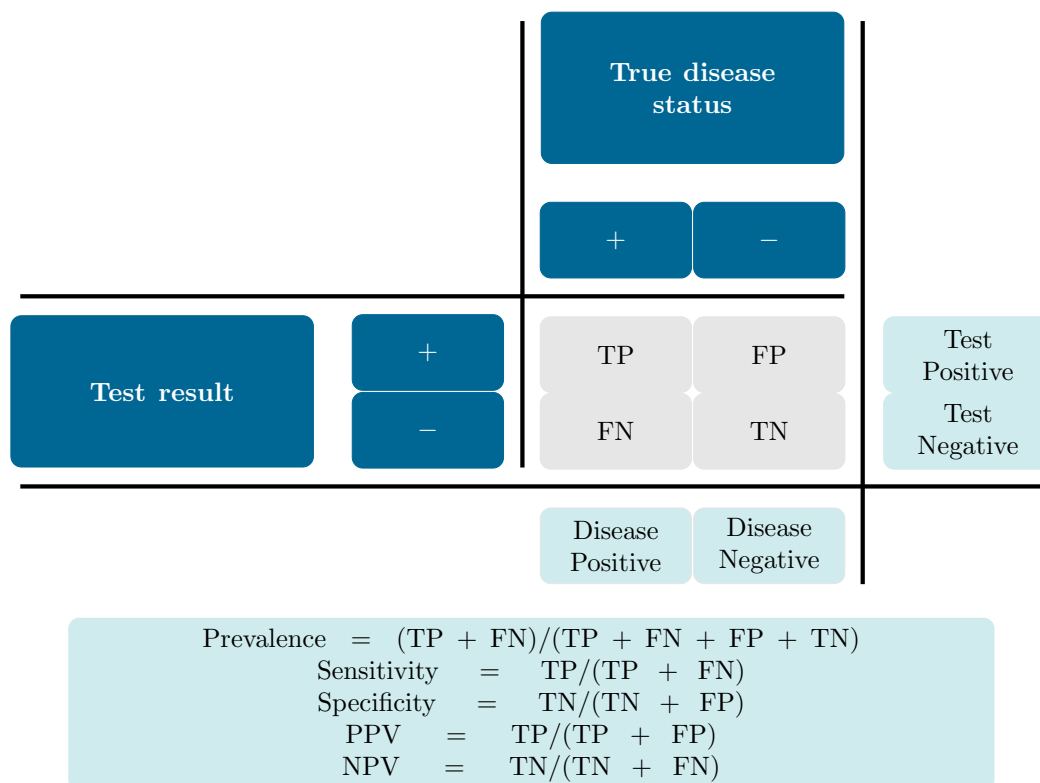 True disease
status
+ −
Test result
+
TP FP
Test
Positive
−
FN TN
Test
Negative
Disease
Positive
Disease
Negative
Prevalence = (TP + FN)/(TP + FN + FP + TN)
Sensitivity = TP/(TP + FN)
Specificity = TN/(TN + FP)
PPV = TP/(TP + FP)
NPV = TN/(TN + FN)